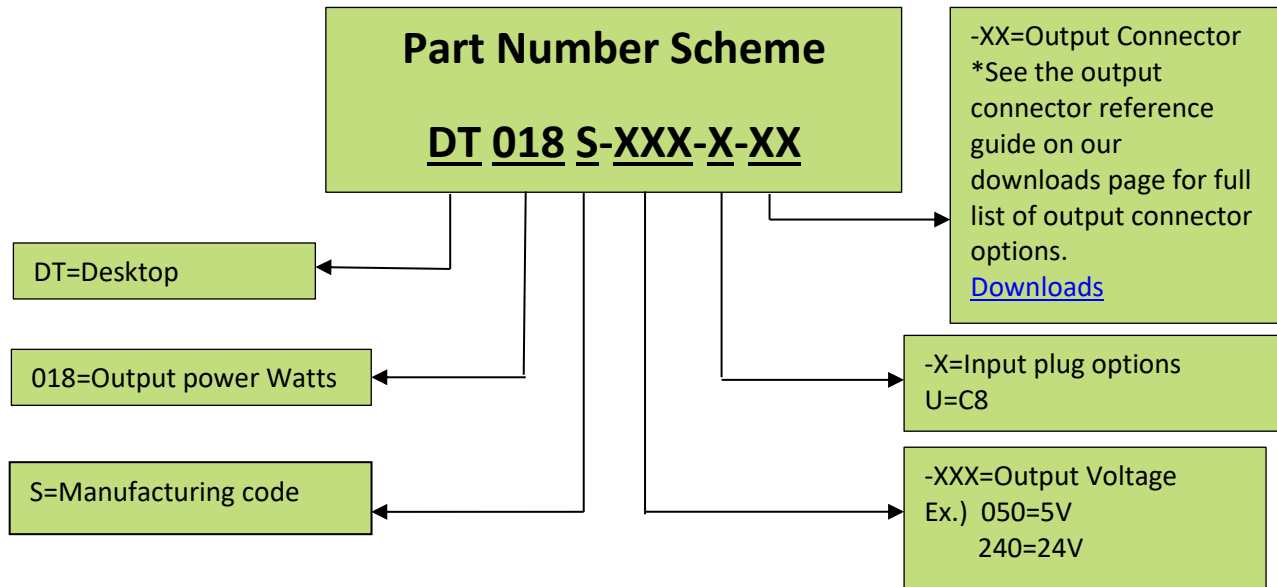 Part Number Scheme
DT 018 S-XXX-X-XX
-XX=Output Connector
*See the output
connector reference
guide on our
downloads page for full
list of output connector
options.
Downloads
DT=Desktop
018=Output power Watts
-X=Input plug options
U=C8
S=Manufacturing code
-XXX=Output Voltage
Ex.) 050=5V
240=24V